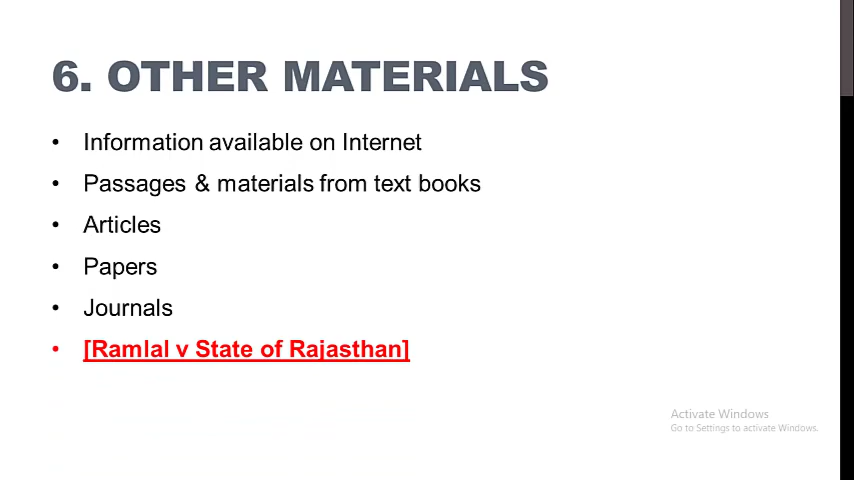 6. OTHER MATERIALS
• Information available on Internet
• Passages & materials from text books
• Articles
• Papers
• Journals
• [Ramlal v State of Rajasthan]
Activate Windows
Go to Settings to activate Windows.